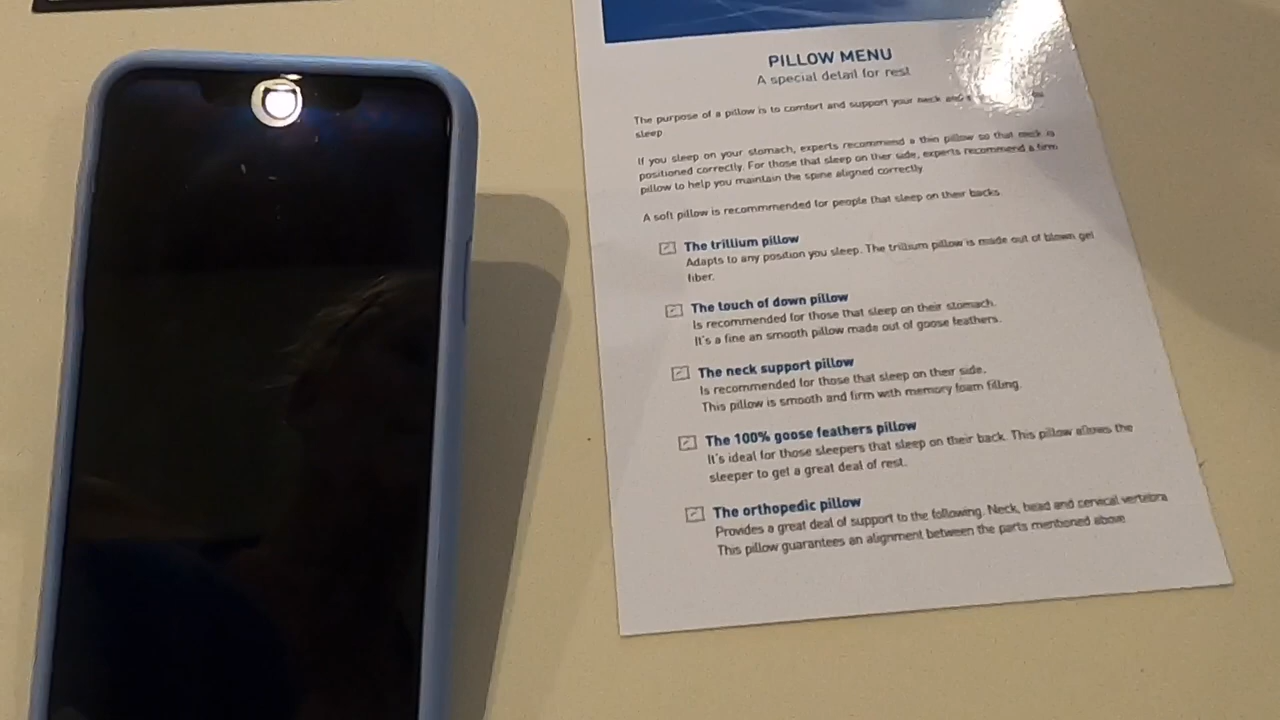 PILLOW MENU
A special detail for rest
The purpose of a pillow is to comfort and support your neck and
sleep
If you sleep on your stomach, experts recommend a thin pillow so that neck is
positioned correctly. For those that sleep on ther side, experts recommend a firm
pillow to help you maintain the spine aligned correctly
A soft pillow is recommmended for people that sleep on their backs
The trillium pillow
Adapts to any position you sleep. The trillium pillow is made out of blown gel
fiber.
The touch of down pillow
Is recommended for those that sleep on their stomach.
It's a fine an smooth pillow made out of goose feathers.
The neck support pillow
Is recommended for those that sleep on their side.
This pillow is smooth and firm with memory foam filling.
The 100% goose feathers pillow
It's ideal for those sleepers that sleep on their back. This pillow allows the
sleeper to get a great deal of rest.
The orthopedic pillow
Provides a great deal of support to the following. Neck, head and cervical vertebra
This pillow guarantees an alignment between the parts mentioned above